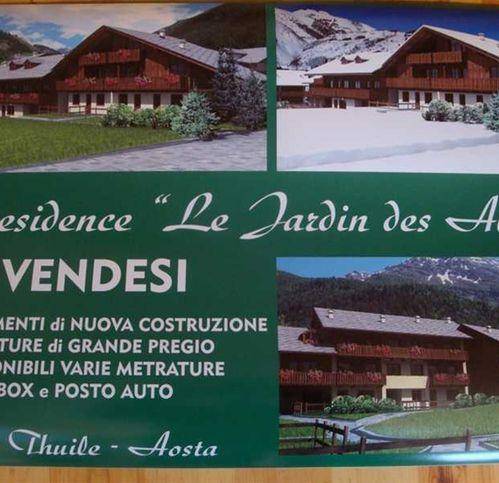 esidence "Le Jardin des Al
VENDESI
MENTI di NUOVA COSTRUZIONE
TURE di GRANDE PREGIO
ONIBILI VARIE METRATURE
BOX e POSTO AUTO
Thuile - Aosta